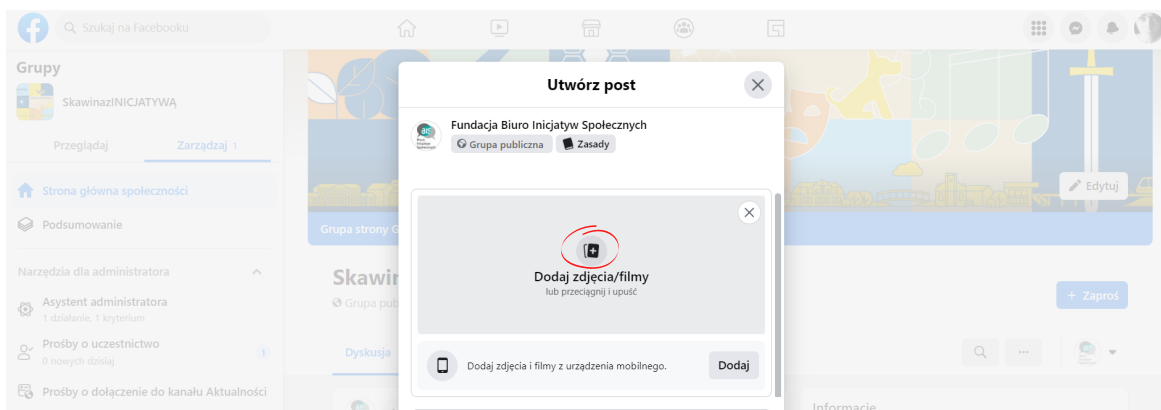 Szukaj na Facebooku
Grupy
SkawinazINICJATYWĄ
Przeglądaj
Zarządzaj 1
Strona główna społeczności
Podsumowanie
Narzędzia dla administratora
Asystent administratora
1 działanie, 1 kryterium
Prośby o uczestnictwo
0 nowych dzisiaj
1
Prośby o dołączenie do kanału Aktualności
Edytuj
Grupa strony G
Skawin
Grupa pub
+ Zaproś
Dyskusja
Informacje
Utwórz post
Fundacja Biuro Inicjatyw Społecznych
Grupa publiczna Zasady
Dodaj zdjęcia/filmy
lub przeciągnij i upuść
Dodaj zdjęcia i filmy z urządzenia mobilnego.
Dodaj